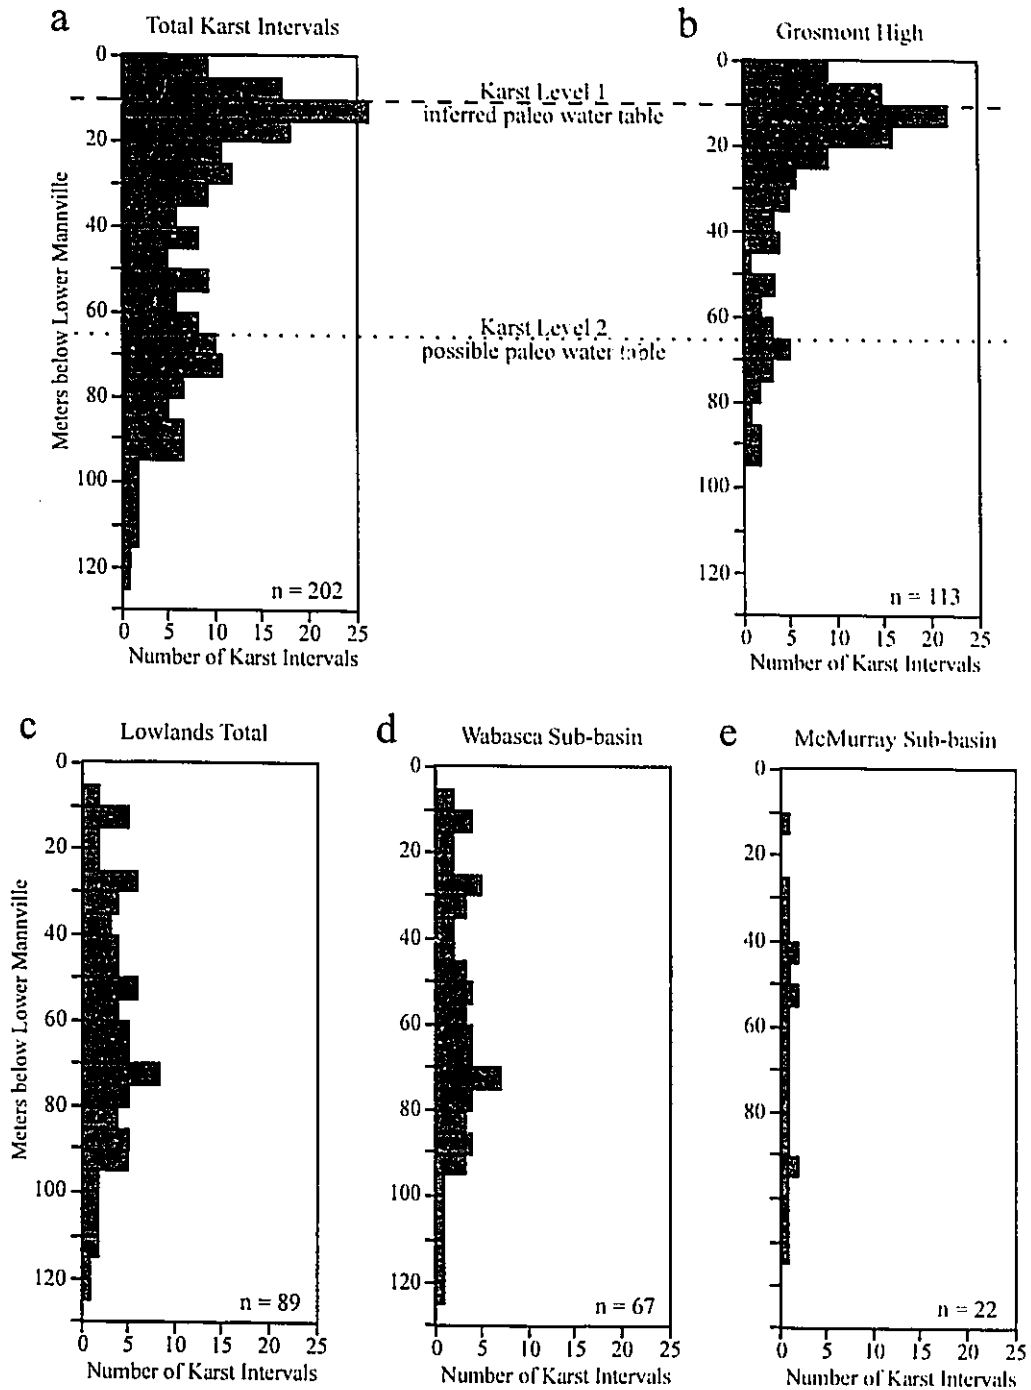 a
Total Karst Intervals
0
20
40
60
80
100
120
Meters below Lower Mannville
n = 202
0 5 10 15 20 25
Number of Karst Intervals
Karst Level 1
inferred paleo water table
Karst Level 2
possible paleo water table
b
Grosmont High
0
20
40
60
80
100
120
n = 113
0 5 10 15 20 25
Number of Karst Intervals
c
Lowlands Total
0
20
40
60
80
100
120
Meters below Lower Mannville
n = 89
0 5 10 15 20 25
Number of Karst Intervals
d
Wabasca Sub-basin
0
20
40
60
80
100
120
n = 67
0 5 10 15 20 25
Number of Karst Intervals
e
McMurray Sub-basin
0
20
40
60
80
n = 22
0 5 10 15 20 25
Number of Karst Intervals